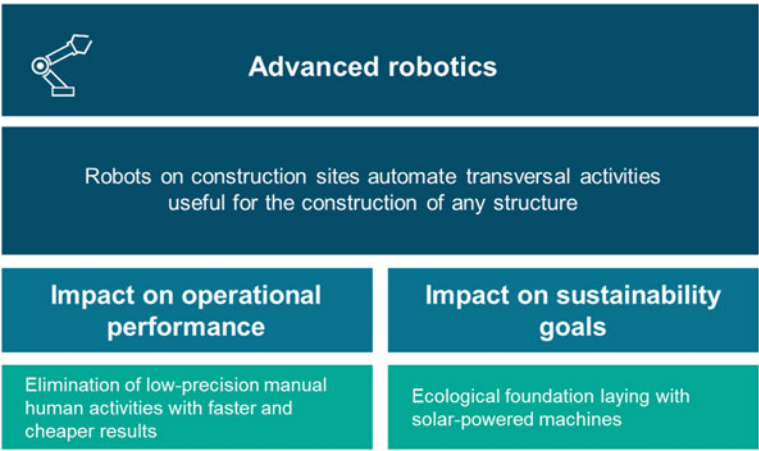 Advanced robotics
Robots on construction sites automate transversal activities
useful for the construction of any structure
Impact on operational
performance
Impact on sustainability
goals
Elimination of low-precision manual
human activities with faster and
cheaper results
Ecological foundation laying with
solar-powered machines